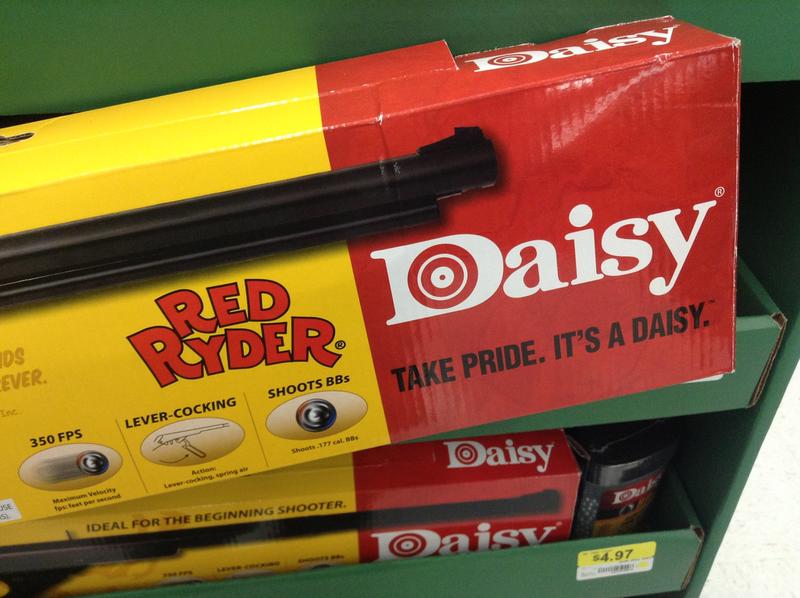 Daisy
Daisy®
TAKE PRIDE. IT'S A DAISY.™
RED
RYDER®
EVER.
Inc.
350 FPS
LEVER-COCKING
SHOOTS BBs
Maximum Velocity
fps: feet per second
Action:
Lever-cocking, spring air
Shoots .177 cal. BBs
Daisy
IDEAL FOR THE BEGINNING SHOOTER.
Daisy
350 FPS
LEVER-COCKING
SHOOTS BBs
$4.97